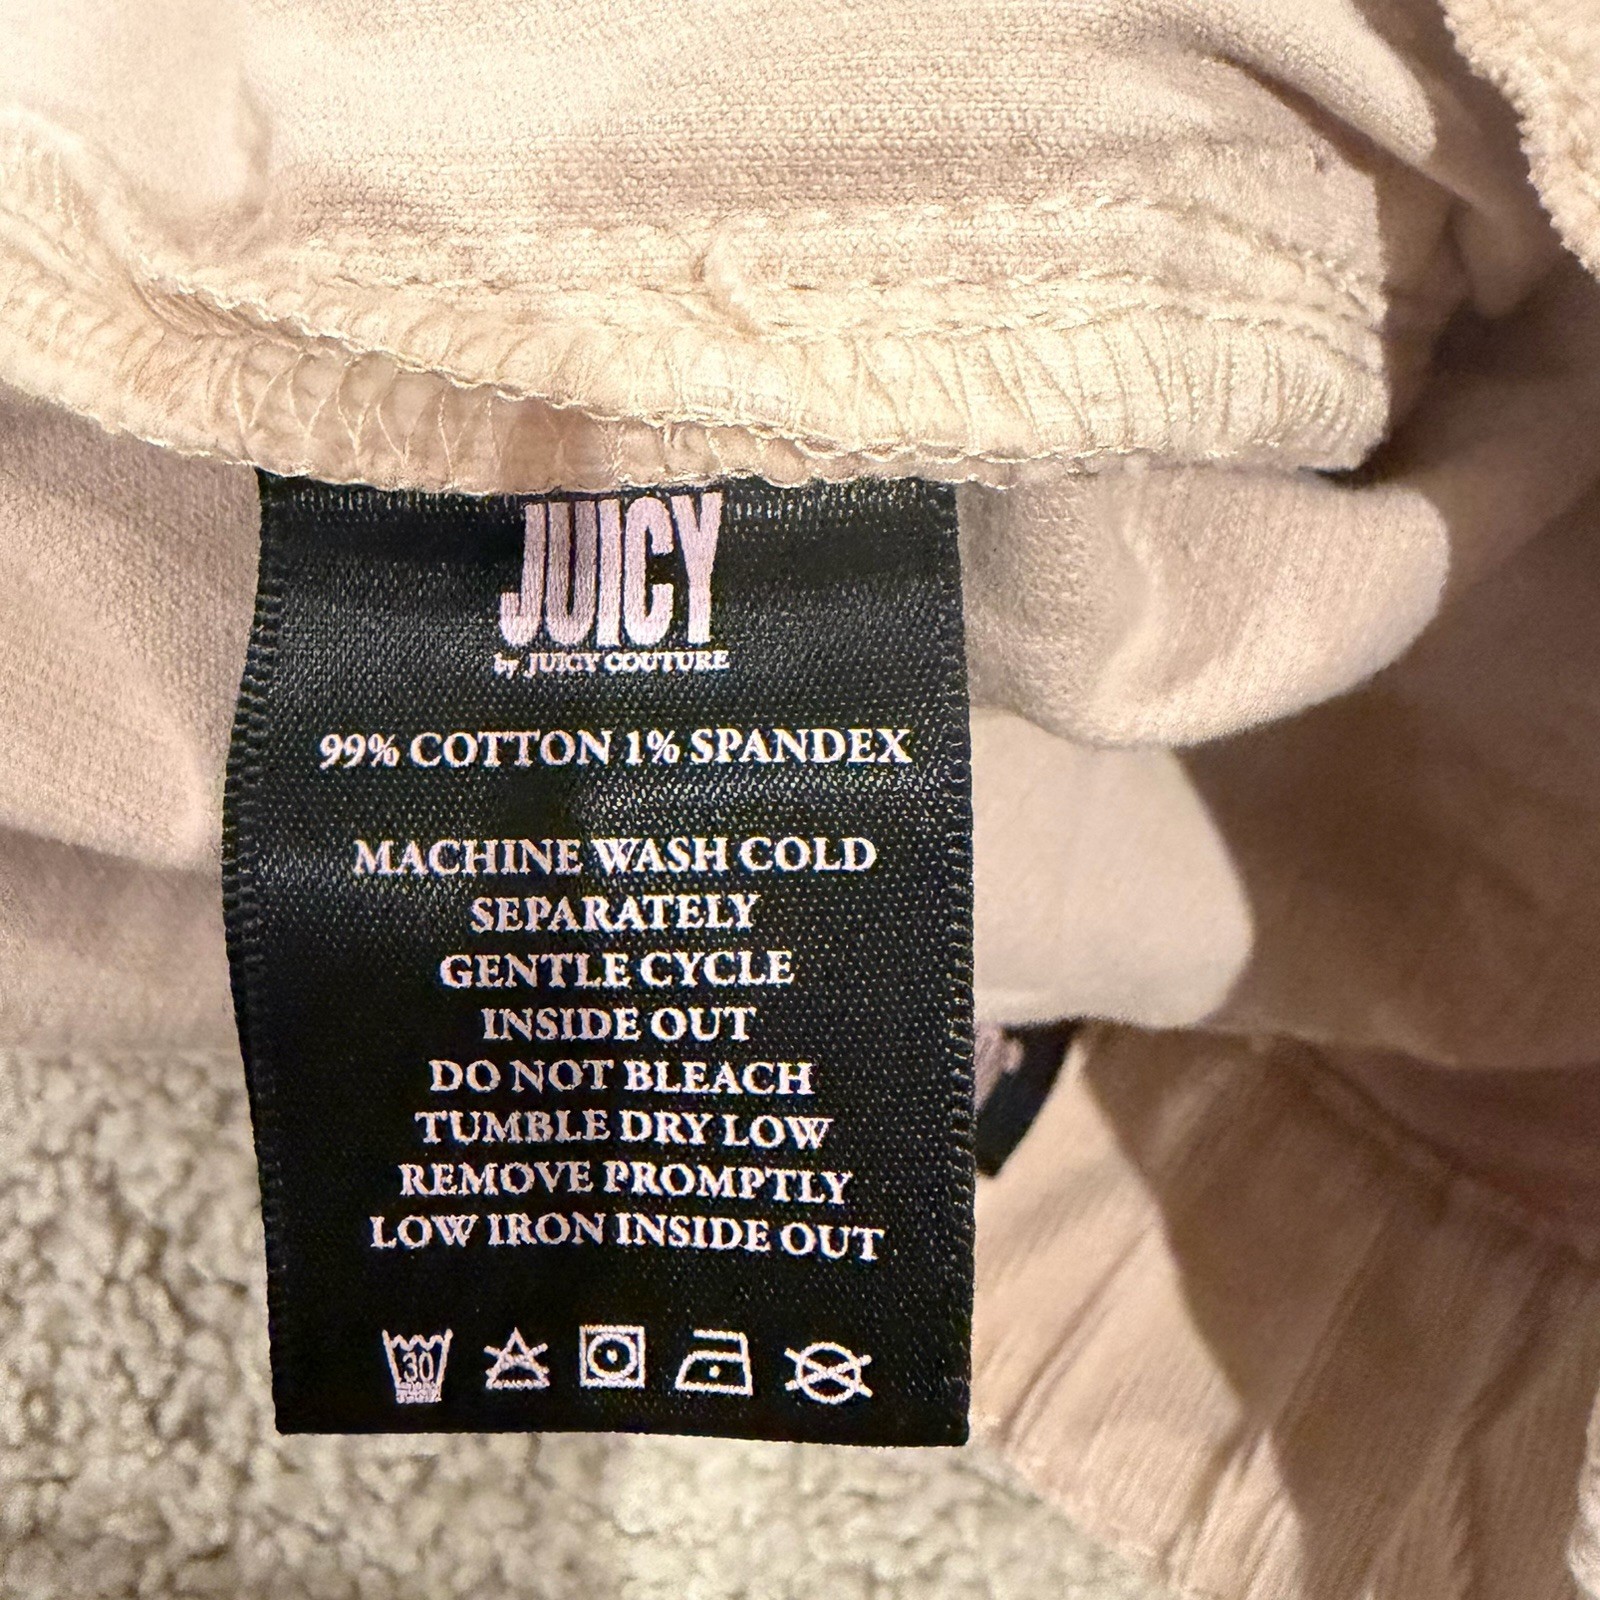 JUICY
by JUICY COUTURE
99% COTTON 1% SPANDEX
MACHINE WASH COLD
SEPARATELY
GENTLE CYCLE
INSIDE OUT
DO NOT BLEACH
TUMBLE DRY LOW
REMOVE PROMPTLY
LOW IRON INSIDE OUT
30